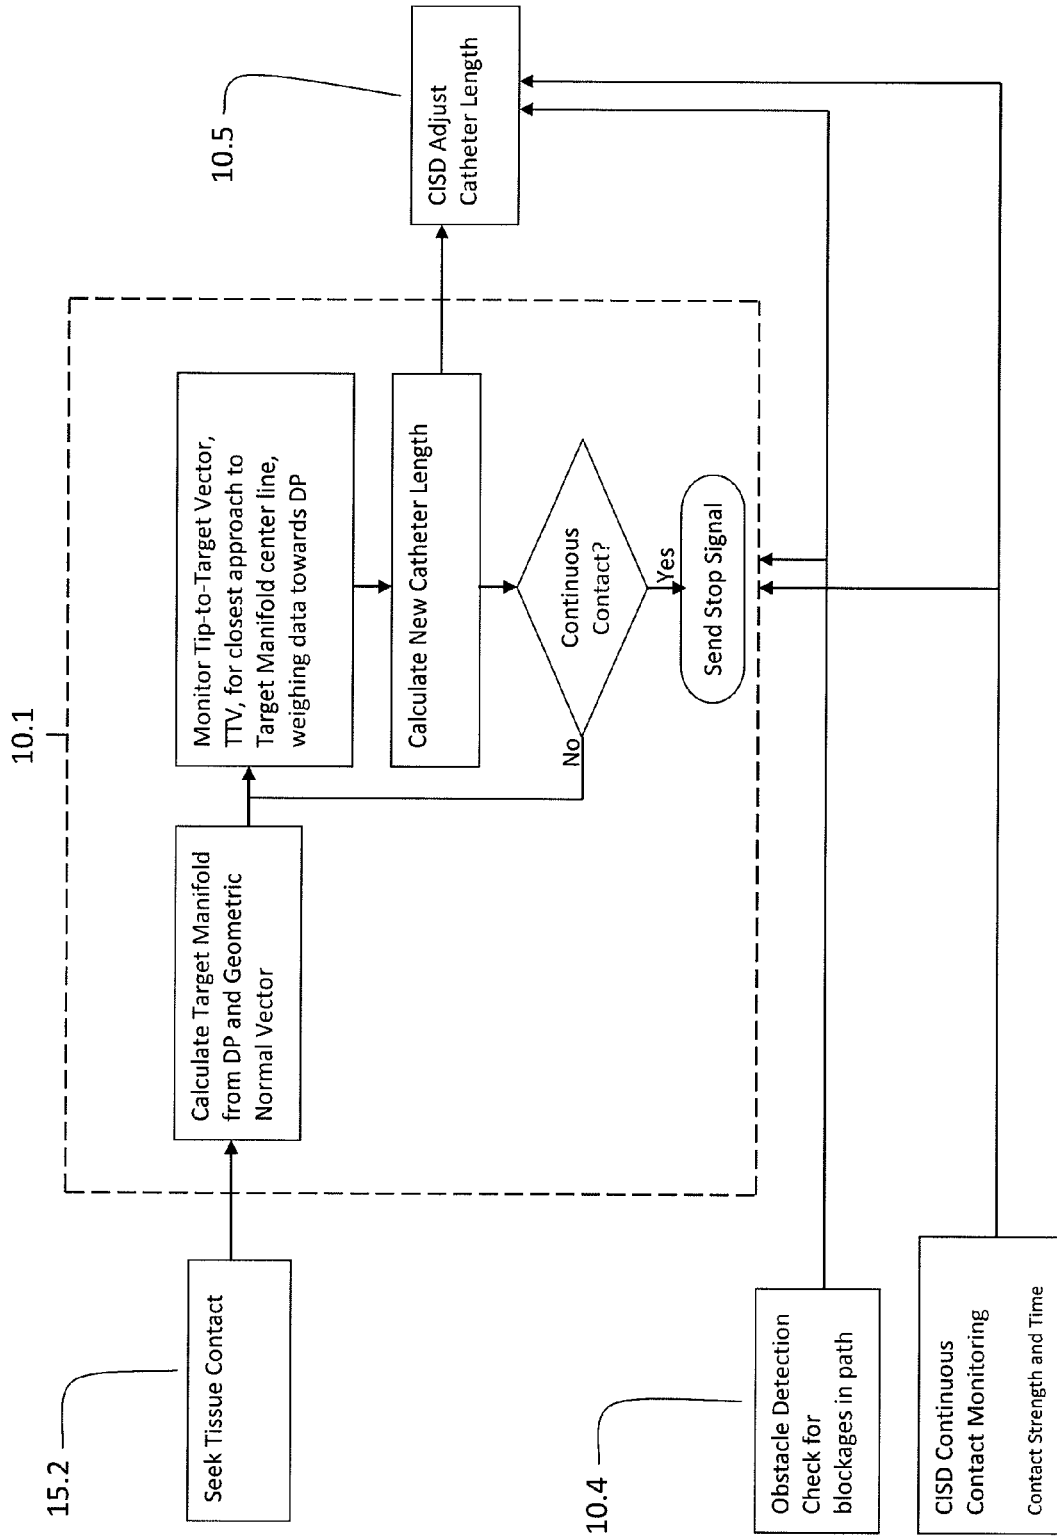 15.2
Seek Tissue Contact
10.1
Calculate Target Manifold
from DP and Geometric
Normal Vector
Monitor Tip-to-Target Vector,
TTV, for closest approach to
Target Manifold center line,
weighing data towards DP
Calculate New Catheter Length
Continuous
Contact?
No
Yes
Send Stop Signal
10.5
CISD Adjust
Catheter Length
10.4
Obstacle Detection
Check for
blockages in path
CISD Continuous
Contact Monitoring
Contact Strength and Time